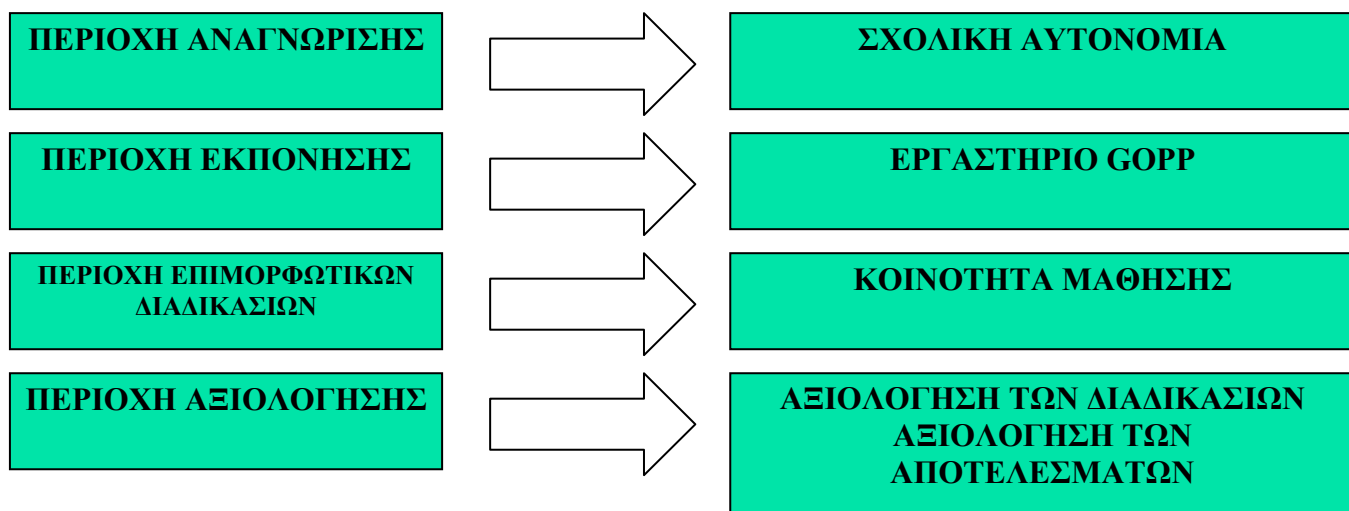 ΠΕΡΙΟΧΗ ΑΝΑΓΝΩΡΙΣΗΣ
ΣΧΟΛΙΚΗ ΑΥΤΟΝΟΜΙΑ
ΠΕΡΙΟΧΗ ΕΚΠΟΝΗΣΗΣ
ΕΡΓΑΣΤΗΡΙΟ GOPP
ΠΕΡΙΟΧΗ ΕΠΙΜΟΡΦΩΤΙΚΩΝ
ΔΙΑΔΙΚΑΣΙΩΝ
ΚΟΙΝΟΤΗΤΑ ΜΑΘΗΣΗΣ
ΠΕΡΙΟΧΗ ΑΞΙΟΛΟΓΗΣΗΣ
ΑΞΙΟΛΟΓΗΣΗ ΤΩΝ ΔΙΑΔΙΚΑΣΙΩΝ
ΑΞΙΟΛΟΓΗΣΗ ΤΩΝ
ΑΠΟΤΕΛΕΣΜΑΤΩΝ